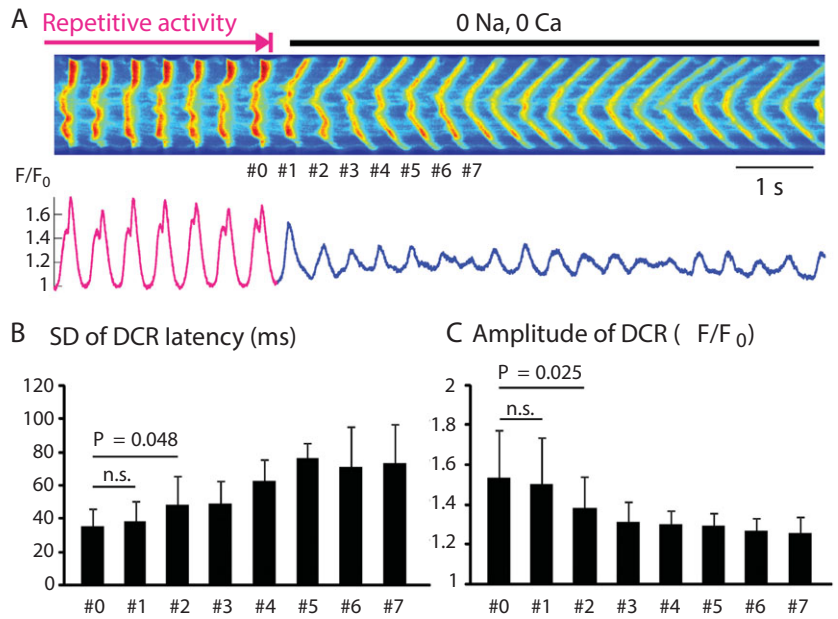 A
Repetitive activity
0 Na, 0 Ca
#0 #1 #2 #3 #4 #5 #6 #7
1 s
F/F0
1.6
1.4
1.2
1
B SD of DCR latency (ms)
120
100
80
60
40
20
0
P = 0.048
n.s.
#0 #1 #2 #3 #4 #5 #6 #7
C Amplitude of DCR ( F/F0)
2
1.8
1.6
1.4
1.2
1
P = 0.025
n.s.
#0 #1 #2 #3 #4 #5 #6 #7